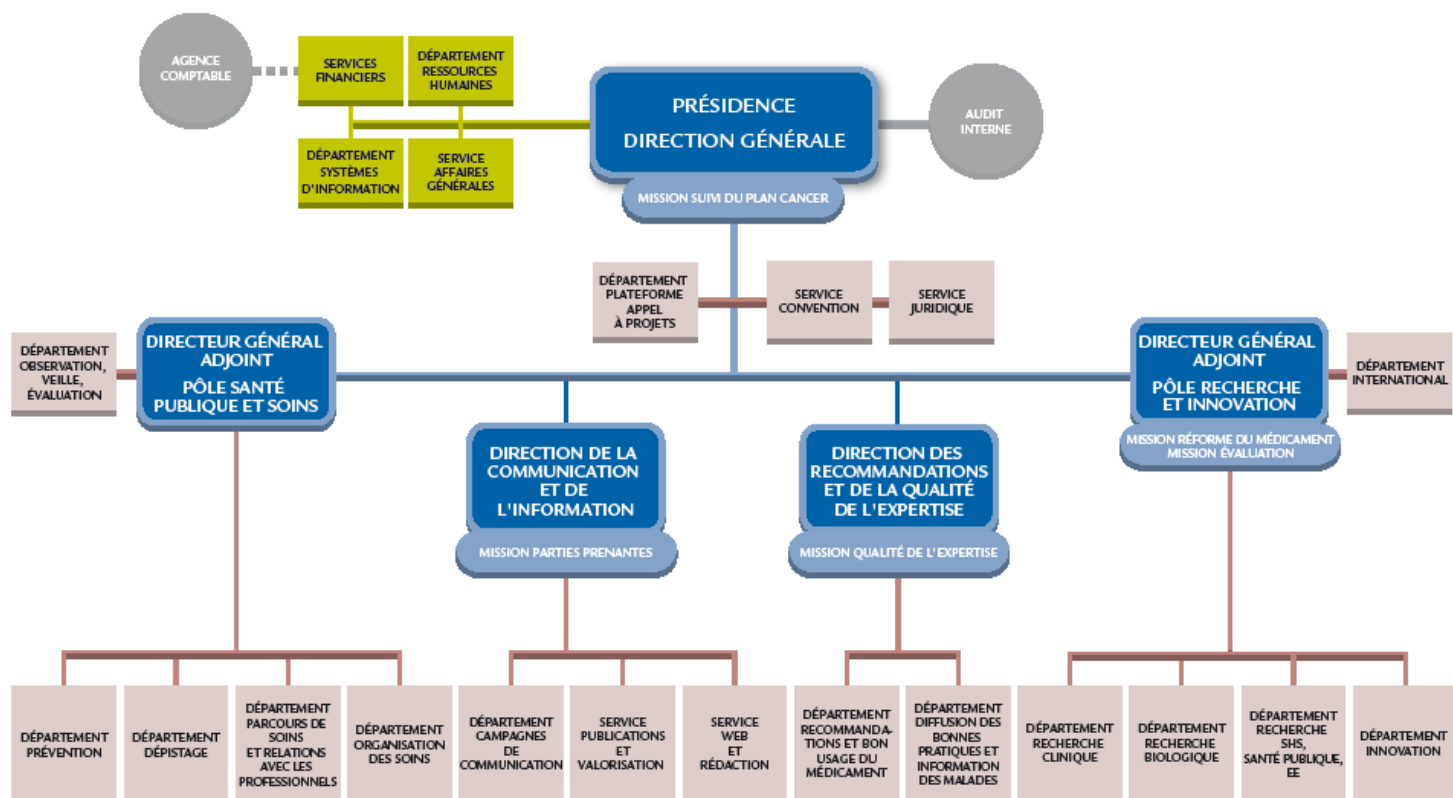 AGENCE
COMPTABLE
SERVICES
FINANCIERS
DÉPARTEMENT
RESSOURCES
HUMAINES
DÉPARTEMENT
SYSTÈMES
D'INFORMATION
SERVICE
AFFAIRES
GÉNÉRALES
PRÉSIDENCE
DIRECTION GÉNÉRALE
MISSION SUIVI DU PLAN CANCER
AUDIT
INTERNE
DÉPARTEMENT
PLATEFORME
APPEL
À PROJETS
SERVICE
CONVENTION
SERVICE
JURIDIQUE
DÉPARTEMENT
OBSERVATION,
VEILLE,
ÉVALUATION
DIRECTEUR GÉNÉRAL
ADJOINT
PÔLE SANTÉ
PUBLIQUE ET SOINS
DIRECTEUR GÉNÉRAL
ADJOINT
PÔLE RECHERCHE
ET INNOVATION
MISSION RÉFORME DU MÉDICAMENT
MISSION ÉVALUATION
DÉPARTEMENT
INTERNATIONAL
DIRECTION DE LA
COMMUNICATION
ET DE
L'INFORMATION
MISSION PARTIES PRENANTES
DIRECTION DES
RECOMMANDATIONS
ET DE LA QUALITÉ
DE L'EXPERTISE
MISSION QUALITÉ DE L'EXPERTISE
DÉPARTEMENT
PRÉVENTION
DÉPARTEMENT
DÉPISTAGE
DÉPARTEMENT
PARCOURS DE
SOINS
ET RELATIONS
AVEC LES
PROFESSIONNELS
DÉPARTEMENT
ORGANISATION
DES SOINS
DÉPARTEMENT
CAMPAGNES
DE
COMMUNICATION
SERVICE
PUBLICATIONS
ET
VALORISATION
SERVICE
WEB
ET
RÉDACTION
DÉPARTEMENT
RECOMMANDA-
TIONS ET BON
USAGE DU
MÉDICAMENT
DÉPARTEMENT
DIFFUSION DES
BONNES
PRATIQUES ET
INFORMATION
DES MALADES
DÉPARTEMENT
RECHERCHE
CLINIQUE
DÉPARTEMENT
RECHERCHE
BIOLOGIQUE
DÉPARTEMENT
RECHERCHE
SHS,
SANTÉ PUBLIQUE,
EE
DÉPARTEMENT
INNOVATION